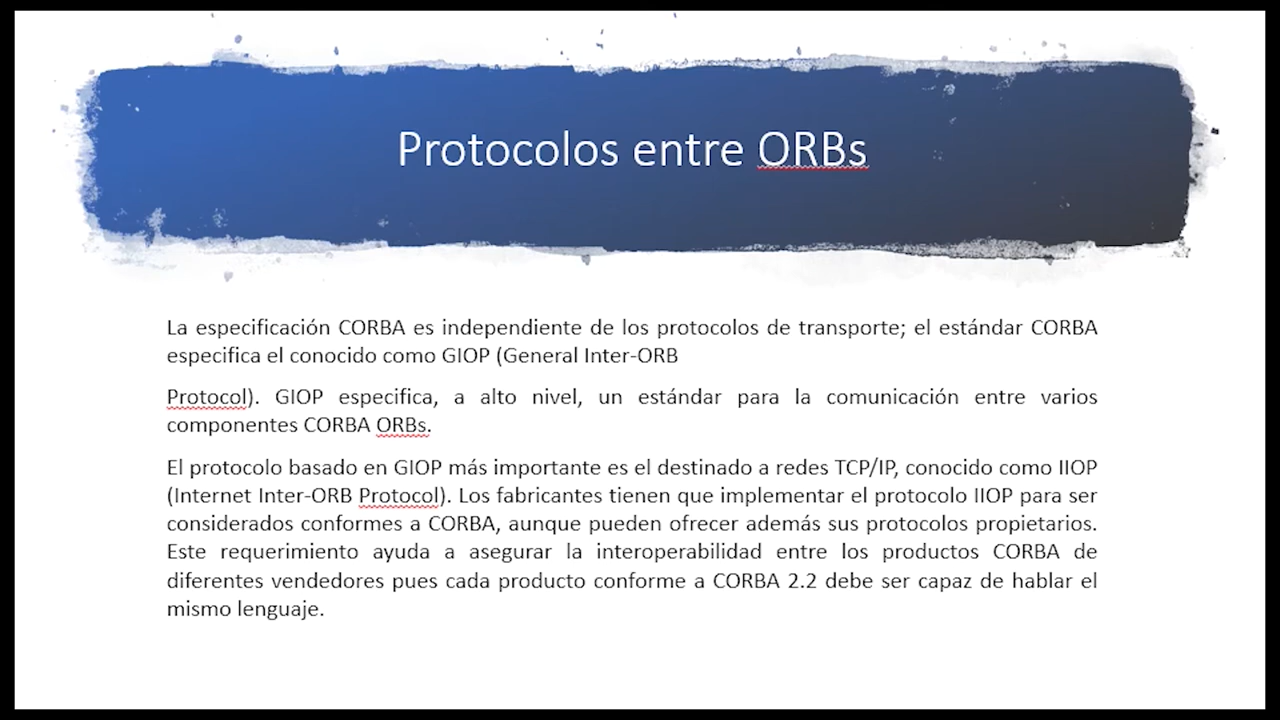 Protocolos entre ORBs
La especificación CORBA es independiente de los protocolos de transporte; el estándar CORBA
especifica el conocido como GIOP (General Inter-ORB
Protocol). GIOP especifica, a alto nivel, un estándar para la comunicación entre varios
componentes CORBA ORBs.
El protocolo basado en GIOP más importante es el destinado a redes TCP/IP, conocido como IIOP
(Internet Inter-ORB Protocol). Los fabricantes tienen que implementar el protocolo IIOP para ser
considerados conformes a CORBA, aunque pueden ofrecer además sus protocolos propietarios.
Este requerimiento ayuda a asegurar la interoperabilidad entre los productos CORBA de
diferentes vendedores pues cada producto conforme a CORBA 2.2 debe ser capaz de hablar el
mismo lenguaje.